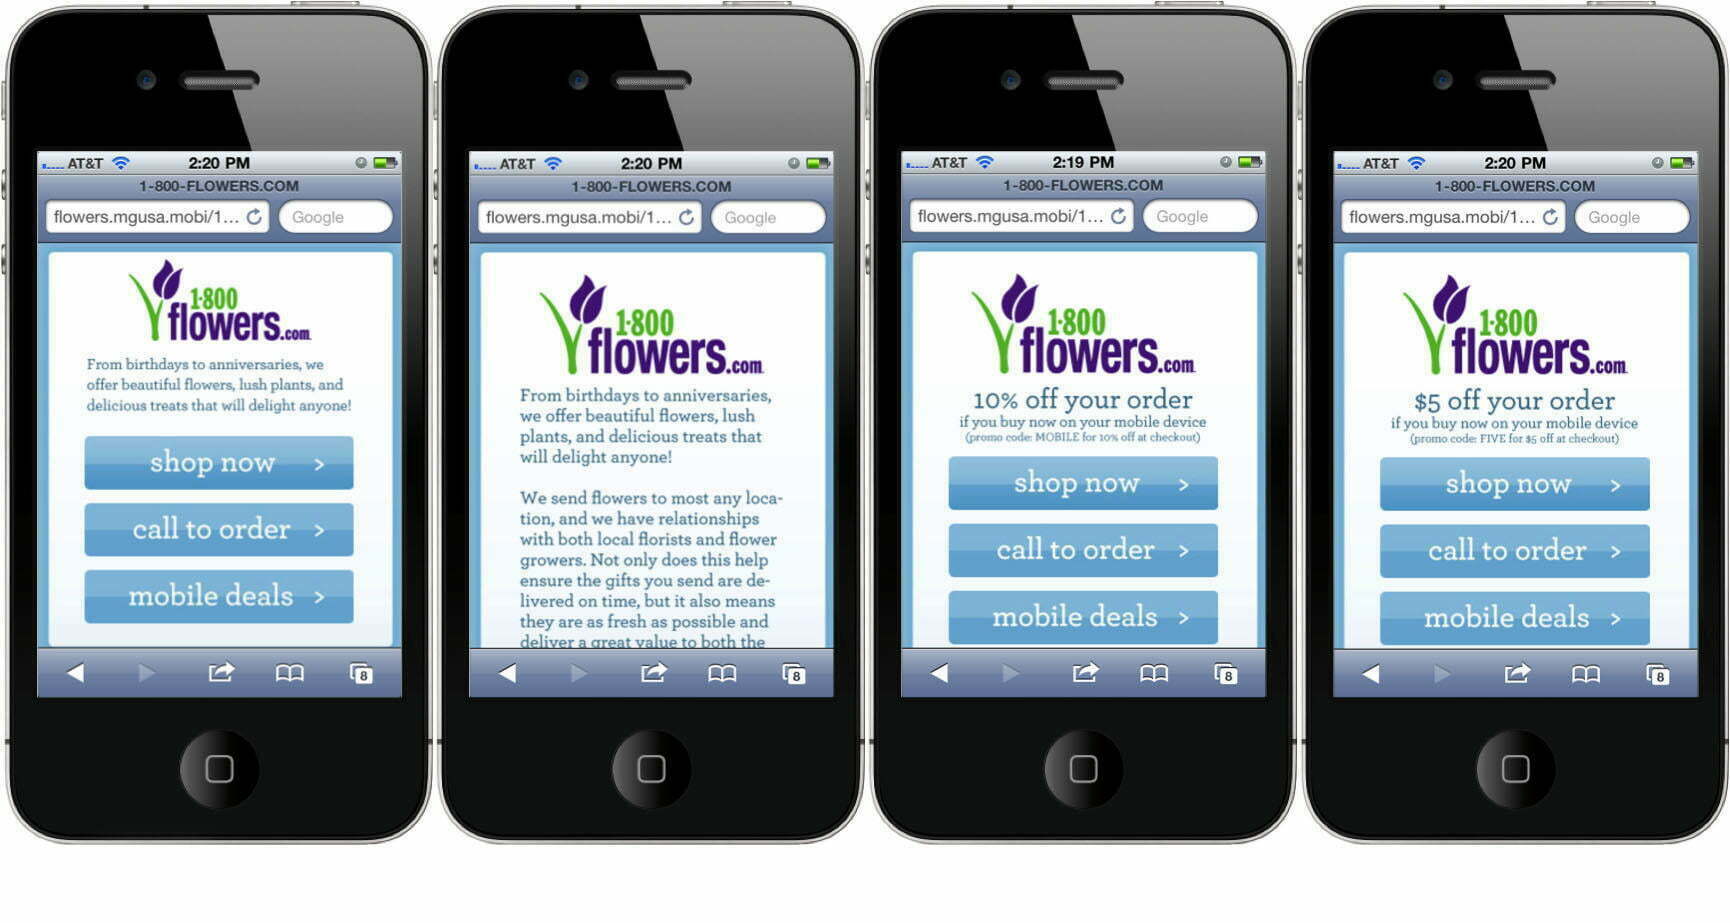 AT&T 2:20 PM
1-800-FLOWERS.COM
flowers.mgusa.mobi/1... Google
1·800
flowers.com
From birthdays to anniversaries, we
offer beautiful flowers, lush plants, and
delicious treats that will delight anyone!
shop now >
call to order >
mobile deals >
8
AT&T 2:20 PM
1-800-FLOWERS.COM
flowers.mgusa.mobi/1... Google
1·800
flowers.com
From birthdays to anniversaries,
we offer beautiful flowers, lush
plants, and delicious treats that
will delight anyone!
We send flowers to most any loca-
tion, and we have relationships
with both local florists and flower
growers. Not only does this help
ensure the gifts you send are de-
livered on time, but it also means
they are as fresh as possible and
deliver a great value to both the
8
AT&T 2:19 PM
1-800-FLOWERS.COM
flowers.mgusa.mobi/1... Google
1·800
flowers.com
10% off your order
if you buy now on your mobile device
(promo code: MOBILE for 10% off at checkout)
shop now >
call to order >
mobile deals >
8
AT&T 2:20 PM
1-800-FLOWERS.COM
flowers.mgusa.mobi/1... Google
1·800
flowers.com
$5 off your order
if you buy now on your mobile device
(promo code: FIVE for $5 off at checkout)
shop now >
call to order >
mobile deals >
8